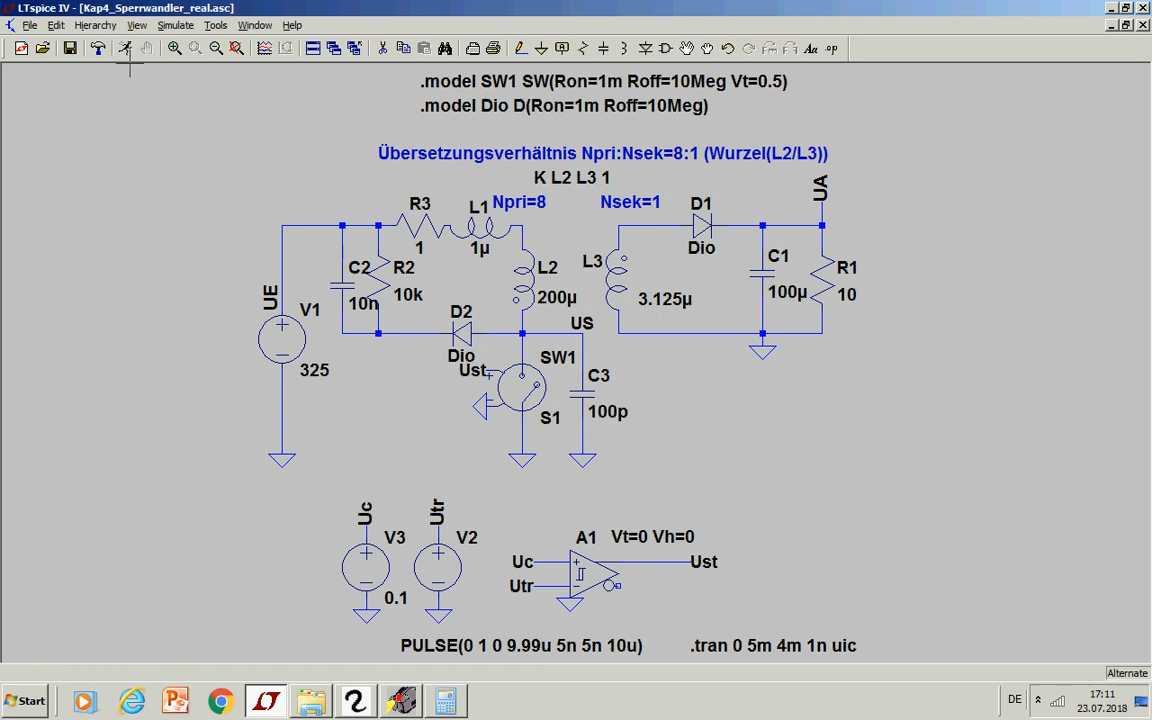 LTspice IV - [Kap4_Sperrwandler_real.asc]
File Edit Hierarchy View Simulate Tools Window Help
.model SW1 SW(Ron=1m Roff=10Meg Vt=0.5)
.model Dio D(Ron=1m Roff=10Meg)
Übersetzungsverhältnis Npri:Nsek=8:1 (Wurzel(L2/L3))
K L2 L3 1
UA
R3
L1
Npri=8
Nsek=1
D1
1
1µ
Dio
C2
R2
L2
L3
C1
R1
10n
10k
200µ
3.125µ
100µ
10
UE
V1
325
D2
Dio
US
Ust
SW1
S1
C3
100p
Uc
Utr
V3
V2
0.1
A1
Vt=0 Vh=0
Uc
Utr
Ust
PULSE(0 1 0 9.99u 5n 5n 10u)
.tran 0 5m 4m 1n uic
Alternate
Start
DE
17:11
23.07.2018